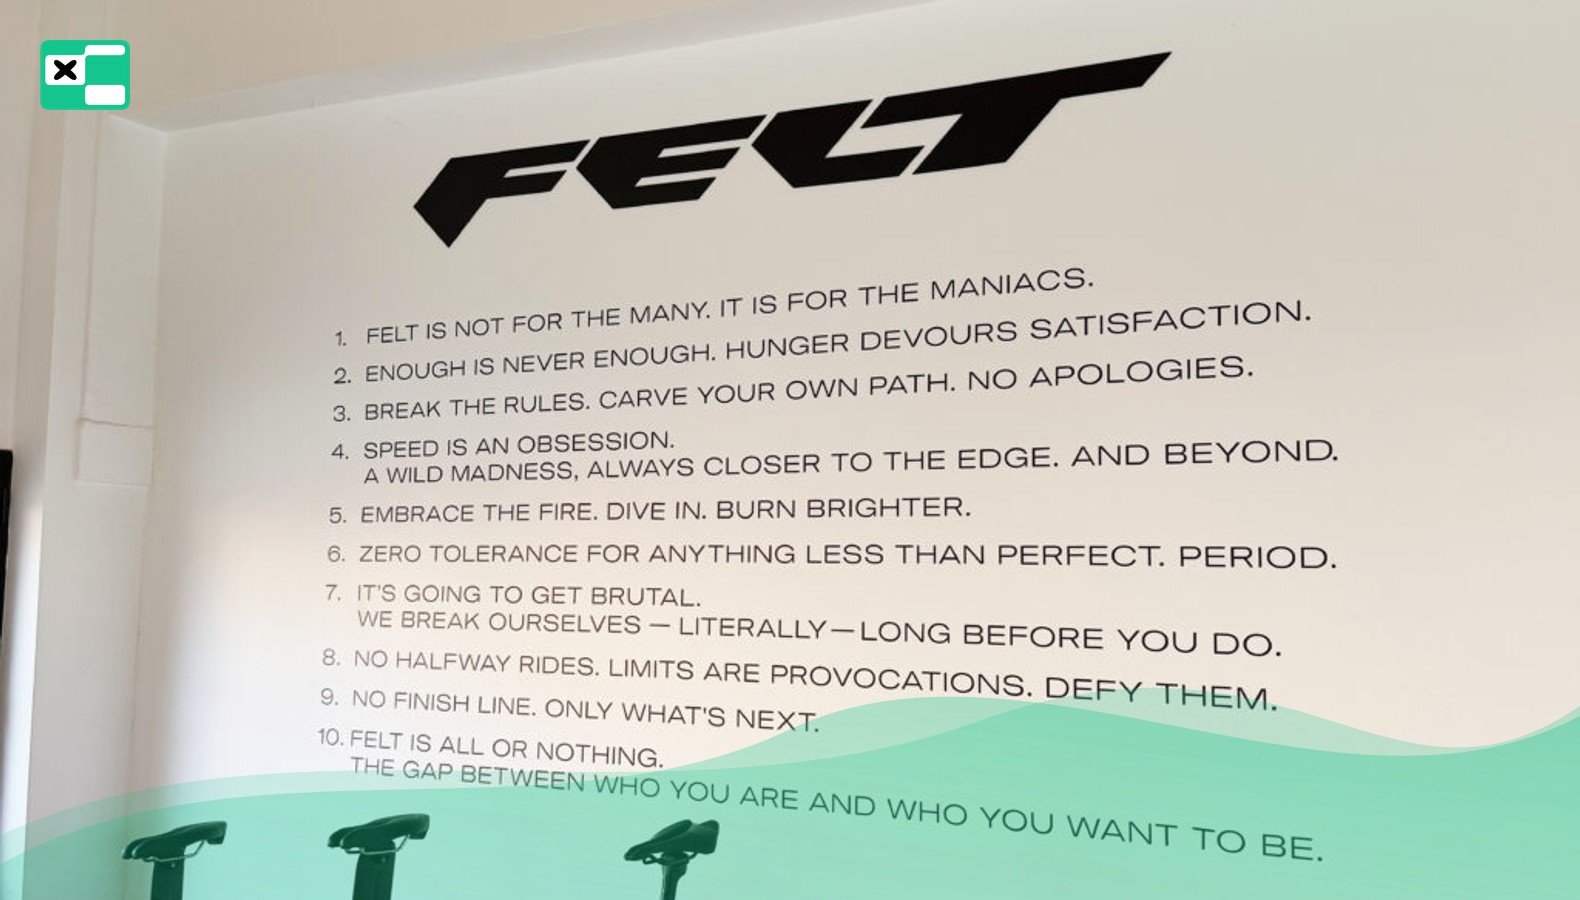 FELT
1. FELT IS NOT FOR THE MANY. IT IS FOR THE MANIACS.
2. ENOUGH IS NEVER ENOUGH. HUNGER DEVOURS SATISFACTION.
3. BREAK THE RULES. CARVE YOUR OWN PATH. NO APOLOGIES.
4. SPEED IS AN OBSESSION.
A WILD MADNESS, ALWAYS CLOSER TO THE EDGE. AND BEYOND.
5. EMBRACE THE FIRE. DIVE IN. BURN BRIGHTER.
6. ZERO TOLERANCE FOR ANYTHING LESS THAN PERFECT. PERIOD.
7. IT'S GOING TO GET BRUTAL.
WE BREAK OURSELVES — LITERALLY—LONG BEFORE YOU DO.
8. NO HALFWAY RIDES. LIMITS ARE PROVOCATIONS. DEFY THEM.
9. NO FINISH LINE. ONLY WHAT'S NEXT.
10. FELT IS ALL OR NOTHING.
THE GAP BETWEEN WHO YOU ARE AND WHO YOU WANT TO BE.